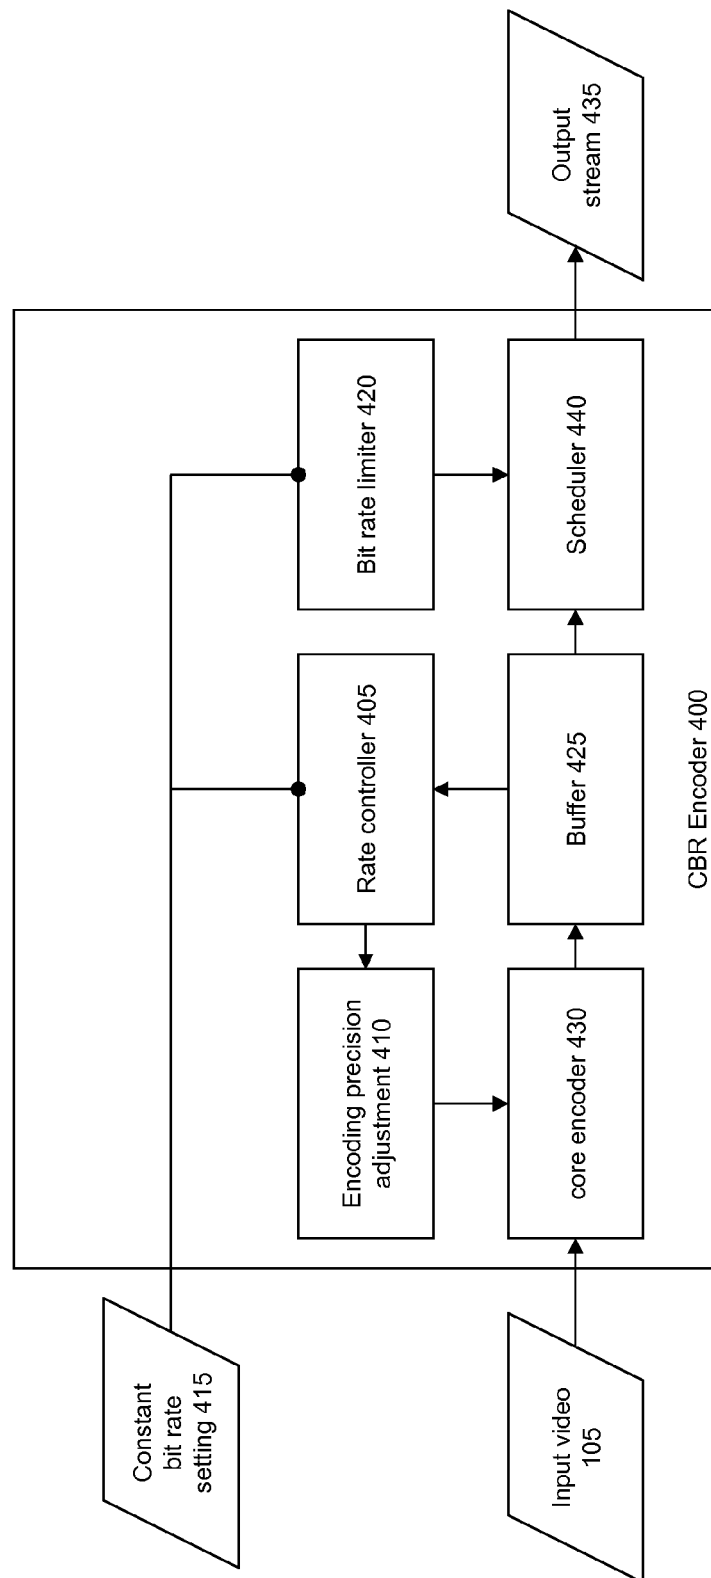 Constant
bit rate
setting 415
Encoding precision
adjustment 410
Rate controller 405
Bit rate limiter 420
Input video
105
core encoder 430
Buffer 425
Scheduler 440
Output
stream 435
CBR Encoder 400